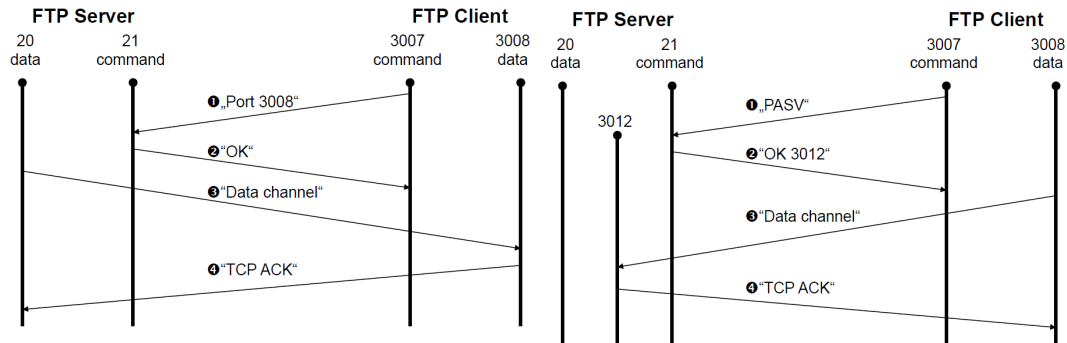 FTP Server
FTP Client
20
data
21
command
3007
command
3008
data
❶„Port 3008“
❷“OK“
❸“Data channel“
❹“TCP ACK“
FTP Server
FTP Client
20
data
21
command
3007
command
3008
data
3012
❶„PASV“
❷“OK 3012“
❸“Data channel“
❹“TCP ACK“